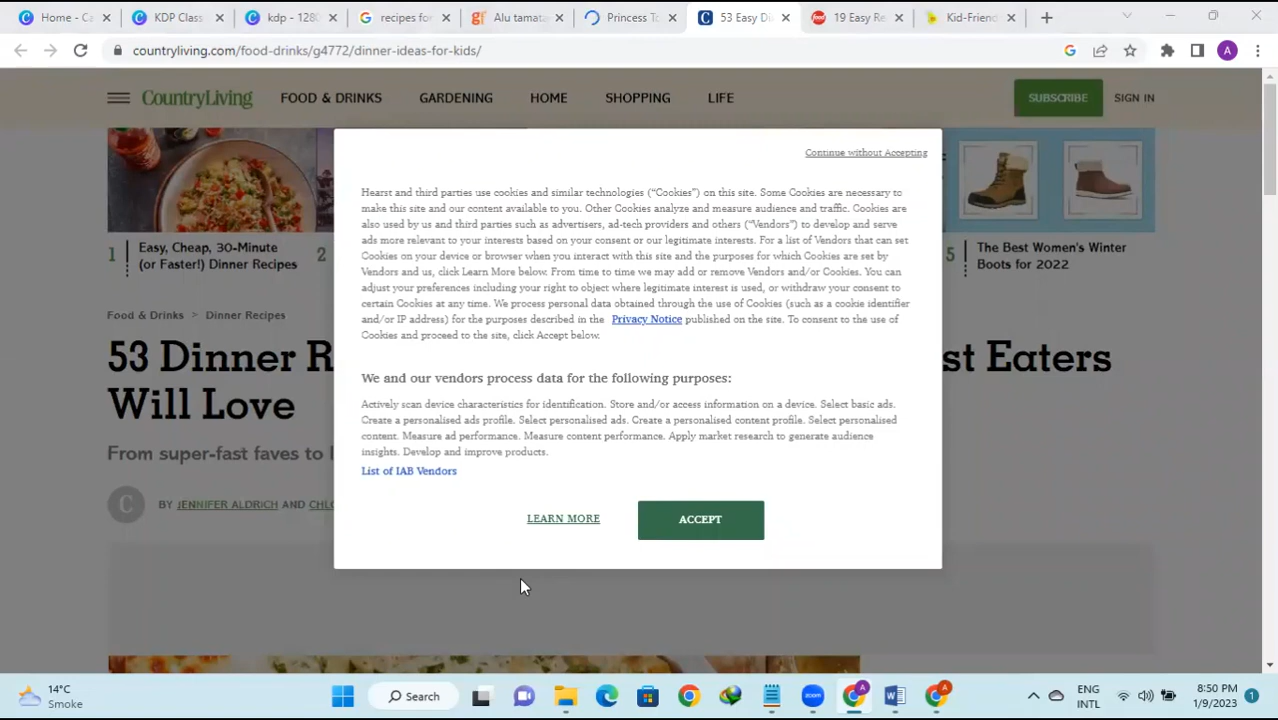 Home - Ca
KDP Class
kdp - 128
recipes for
Alu tamata
Princess To
53 Easy Di
19 Easy Re
Kid-Friend
countryliving.com/food-drinks/g4772/dinner-ideas-for-kids/
A
CountryLiving
FOOD & DRINKS
GARDENING
HOME
SHOPPING
LIFE
SUBSCRIBE
SIGN IN
1
Easy, Cheap, 30-Minute
(or Faster!) Dinner Recipes
2
5
The Best Women's Winter
Boots for 2022
Food & Drinks
Dinner Recipes
53 Dinner R
st Eaters
Will Love
From super-fast faves to l
C
BY JENNIFER ALDRICH AND CHL
Continue without Accepting
Hearst and third parties use cookies and similar technologies (“Cookies”) on this site. Some Cookies are necessary to
make this site and our content available to you. Other Cookies analyze and measure audience and traffic. Cookies are
also used by us and third parties such as advertisers, ad-tech providers and others (“Vendors”) to develop and serve
ads more relevant to your interests based on your consent or our legitimate interests. For a list of Vendors that can set
Cookies on your device or browser when you interact with this site and the purposes for which Cookies are set by
Vendors and us, click Learn More below. From time to time we may add or remove Vendors and/or Cookies. You can
adjust your preferences including your right to object where legitimate interest is used, or withdraw your consent to
certain Cookies at any time. We process personal data obtained through the use of Cookies (such as a cookie identifier
and/or IP address) for the purposes described in the Privacy Notice published on the site. To consent to the use of
Cookies and proceed to the site, click Accept below.
We and our vendors process data for the following purposes:
Actively scan device characteristics for identification. Store and/or access information on a device. Select basic ads.
Create a personalised ads profile. Select personalised ads. Create a personalised content profile. Select personalised
content. Measure ad performance. Measure content performance. Apply market research to generate audience
insights. Develop and improve products.
List of IAB Vendors
LEARN MORE
ACCEPT
14°C
Smoke
Search
zoom
A
A
ENG
INTL
8:50 PM
1/9/2023
1